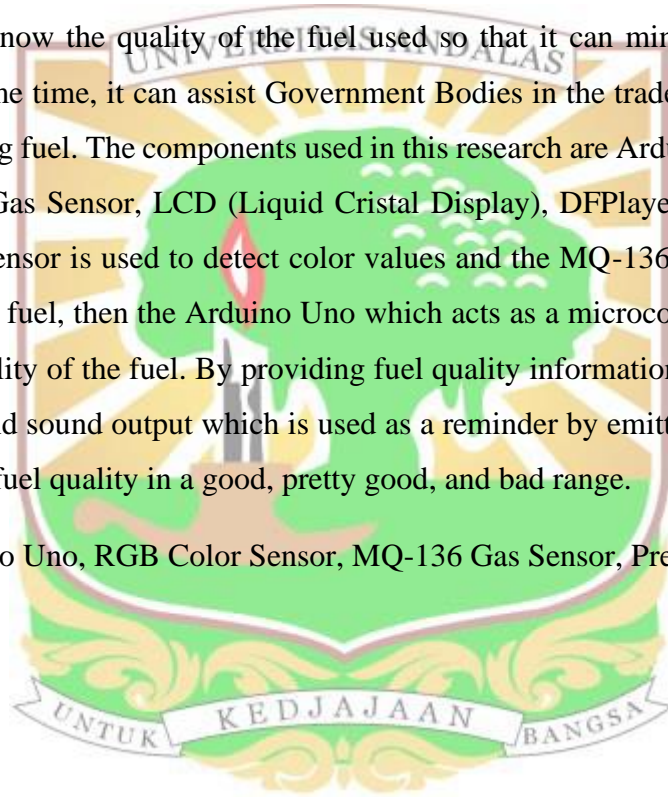 now the quality of the fuel used so that it can min
UNIVERSITAS ANDALAS
he time, it can assist Government Bodies in the trade
g fuel. The components used in this research are Ardu
Gas Sensor, LCD (Liquid Cristal Display), DFPlaye
ensor is used to detect color values and the MQ-136
fuel, then the Arduino Uno which acts as a microco
lity of the fuel. By providing fuel quality information
nd sound output which is used as a reminder by emitt
fuel quality in a good, pretty good, and bad range.
o Uno, RGB Color Sensor, MQ-136 Gas Sensor, Pre
UNTUK KEDJAJAAN BANGSA